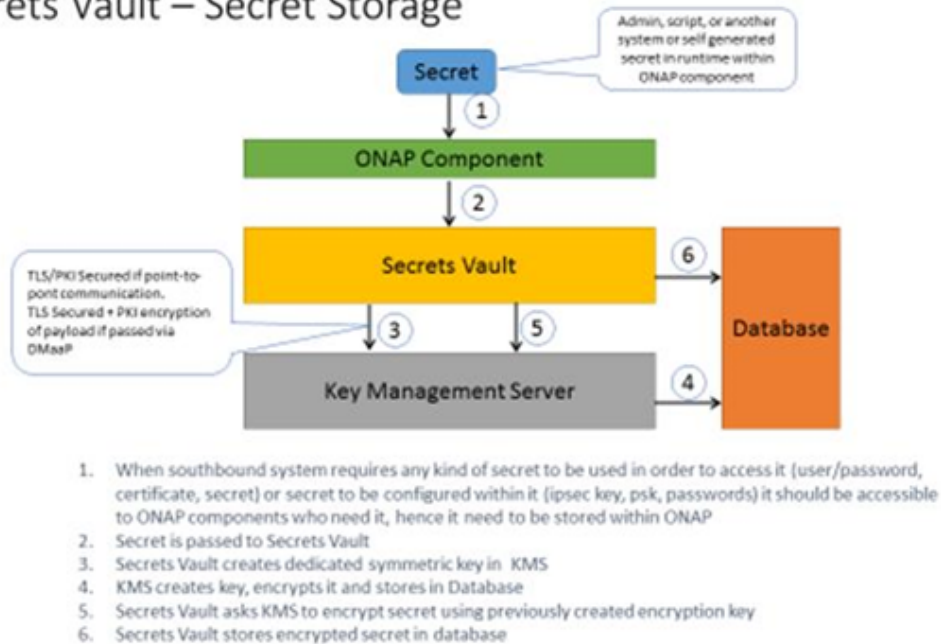 rets Vault – Secret Storage
Admin, script, or another
system or self generated
secret in runtime within
ONAP component
Secret
1
ONAP Component
2
Secrets Vault
6
TLS/PKI Secured if point-to-
pont communication.
TLS Secured + PKI encryption
of payload if passed via
DMaaP
3
5
Database
Key Management Server
4
1. When southbound system requires any kind of secret to be used in order to access it (user/password,
certificate, secret) or secret to be configured within it (ipsec key, psk, passwords) it should be accessible
to ONAP components who need it, hence it need to be stored within ONAP
2. Secret is passed to Secrets Vault
3. Secrets Vault creates dedicated symmetric key in KMS
4. KMS creates key, encrypts it and stores in Database
5. Secrets Vault asks KMS to encrypt secret using previously created encryption key
6. Secrets Vault stores encrypted secret in database